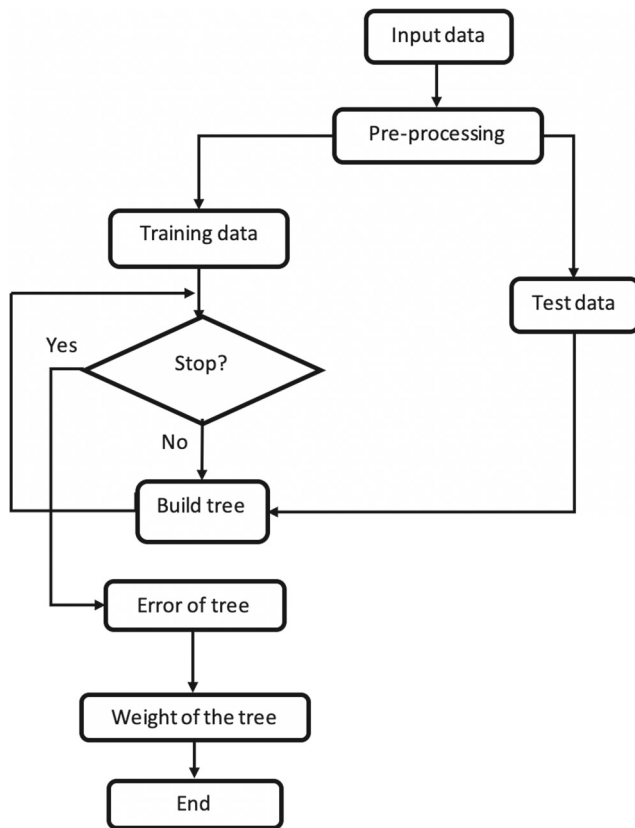 Input data
Pre-processing
Training data
Test data
Yes
Stop?
No
Build tree
Error of tree
Weight of the tree
End